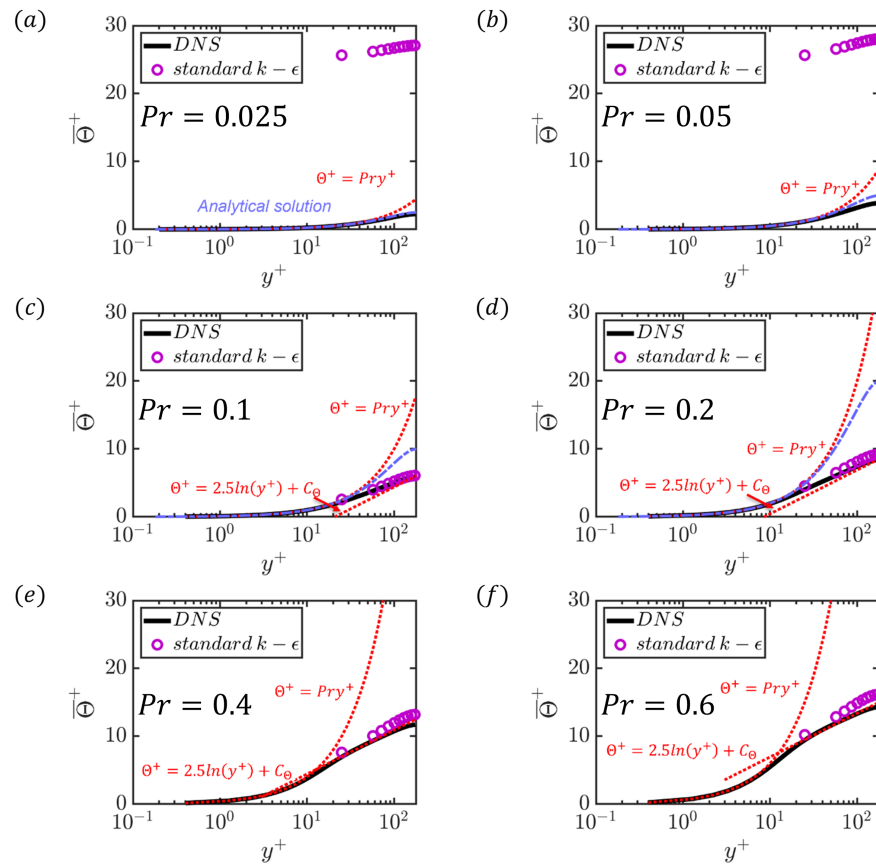 (a)
30
20
10
0
DNS
standard k − ϵ
Pr = 0.025
Θ⁺ = Pry⁺
Analytical solution
Θ̅⁺
10⁻¹ 10⁰ 10¹ 10²
y⁺
(b)
30
20
10
0
DNS
standard k − ϵ
Pr = 0.05
Θ⁺ = Pry⁺
Θ̅⁺
10⁻¹ 10⁰ 10¹ 10²
y⁺
(c)
30
20
10
0
DNS
standard k − ϵ
Pr = 0.1
Θ⁺ = Pry⁺
Θ⁺ = 2.5ln(y⁺) + C_Θ
Θ̅⁺
10⁻¹ 10⁰ 10¹ 10²
y⁺
(d)
30
20
10
0
DNS
standard k − ϵ
Pr = 0.2
Θ⁺ = Pry⁺
Θ⁺ = 2.5ln(y⁺) + C_Θ
Θ̅⁺
10⁻¹ 10⁰ 10¹ 10²
y⁺
(e)
30
20
10
0
DNS
standard k − ϵ
Pr = 0.4
Θ⁺ = Pry⁺
Θ⁺ = 2.5ln(y⁺) + C_Θ
Θ̅⁺
10⁻¹ 10⁰ 10¹ 10²
y⁺
(f)
30
20
10
0
DNS
standard k − ϵ
Pr = 0.6
Θ⁺ = Pry⁺
Θ⁺ = 2.5ln(y⁺) + C_Θ
Θ̅⁺
10⁻¹ 10⁰ 10¹ 10²
y⁺